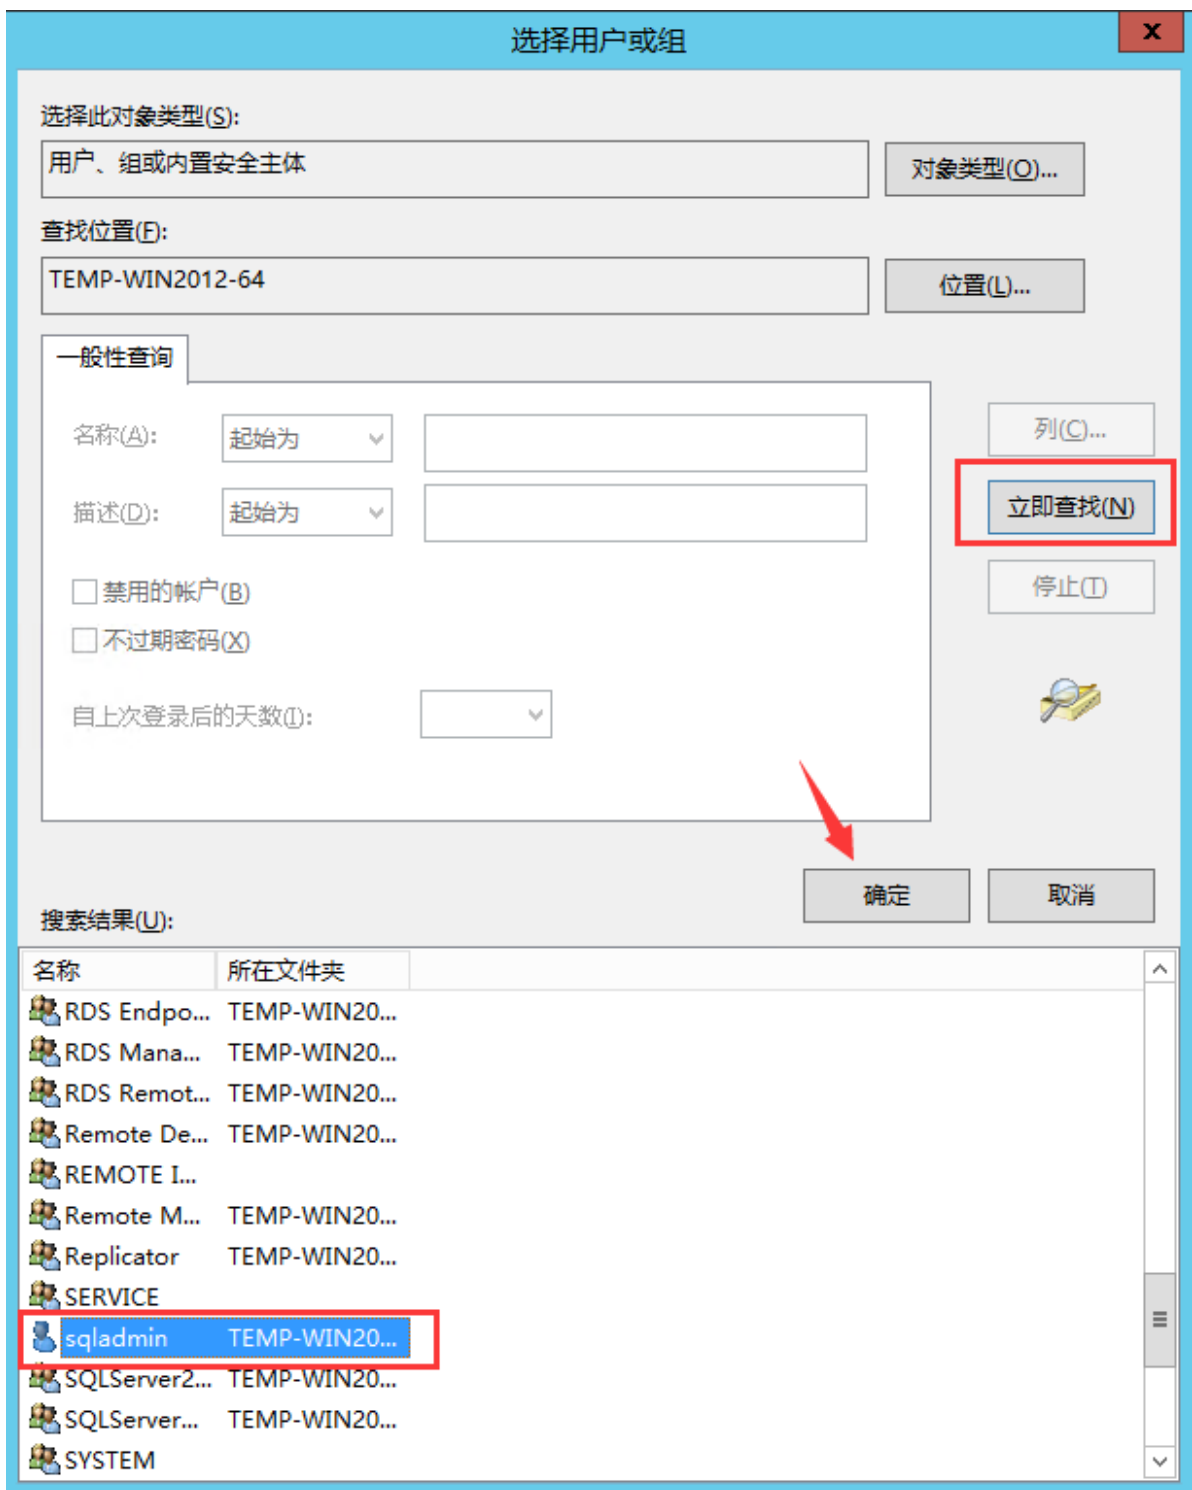 选择用户或组
x
选择此对象类型(S):
用户、组或内置安全主体
对象类型(O)...
查找位置(F):
TEMP-WIN2012-64
位置(L)...
一般性查询
名称(A):
起始为
列(C)...
描述(D):
起始为
立即查找(N)
禁用的帐户(B)
停止(T)
不过期密码(X)
自上次登录后的天数(I):
确定
取消
搜索结果(U):
名称 所在文件夹
RDS Endpo... TEMP-WIN20...
RDS Mana... TEMP-WIN20...
RDS Remot... TEMP-WIN20...
Remote De... TEMP-WIN20...
REMOTE I...
Remote M... TEMP-WIN20...
Replicator TEMP-WIN20...
SERVICE
sqladmin TEMP-WIN20...
SQLServer2... TEMP-WIN20...
SQLServer... TEMP-WIN20...
SYSTEM